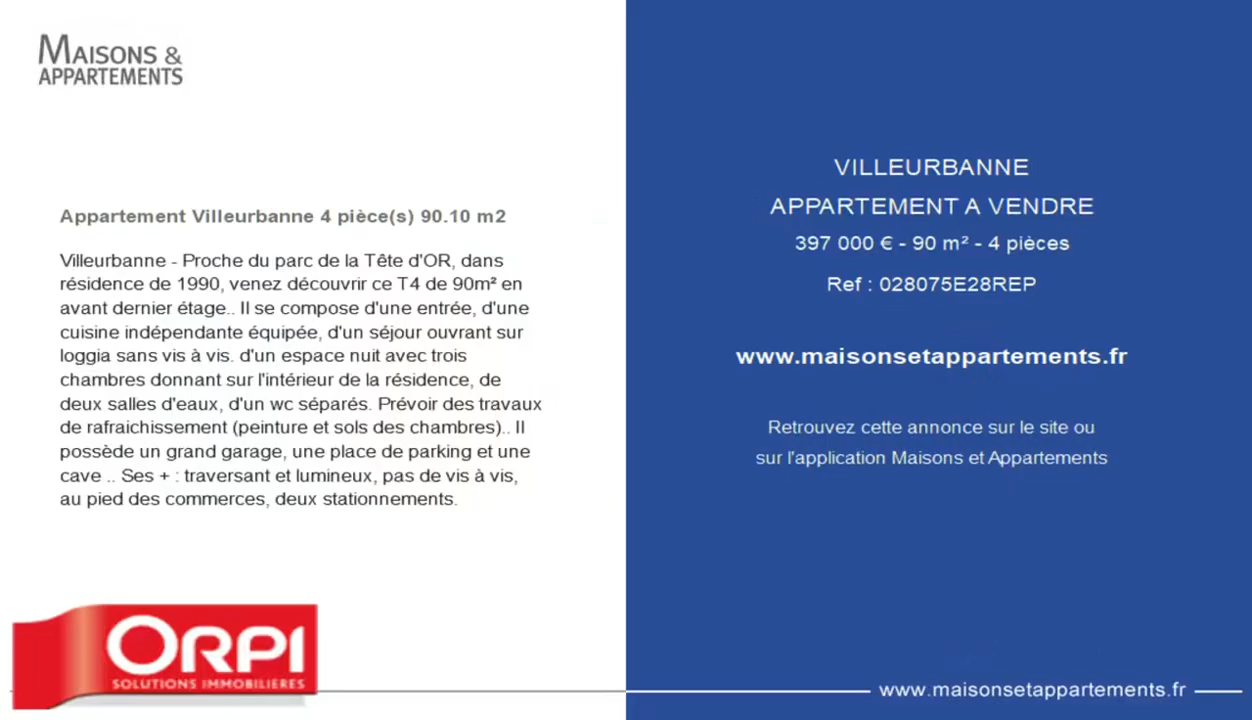 MAISONS &
APPARTEMENTS
Appartement Villeurbanne 4 pièce(s) 90.10 m2
Villeurbanne - Proche du parc de la Tête d'OR, dans
résidence de 1990, venez découvrir ce T4 de 90m² en
avant dernier étage.. Il se compose d'une entrée, d'une
cuisine indépendante équipée, d'un séjour ouvrant sur
loggia sans vis à vis. d'un espace nuit avec trois
chambres donnant sur l'intérieur de la résidence, de
deux salles d'eaux, d'un wc séparés. Prévoir des travaux
de rafraichissement (peinture et sols des chambres).. Il
possède un grand garage, une place de parking et une
cave .. Ses + : traversant et lumineux, pas de vis à vis,
au pied des commerces, deux stationnements.
ORPI
SOLUTIONS IMMOBILIERES
VILLEURBANNE
APPARTEMENT A VENDRE
397 000 € - 90 m² - 4 pièces
Ref : 028075E28REP
www.maisonsetappartements.fr
Retrouvez cette annonce sur le site ou
sur l'application Maisons et Appartements
www.maisonsetappartements.fr